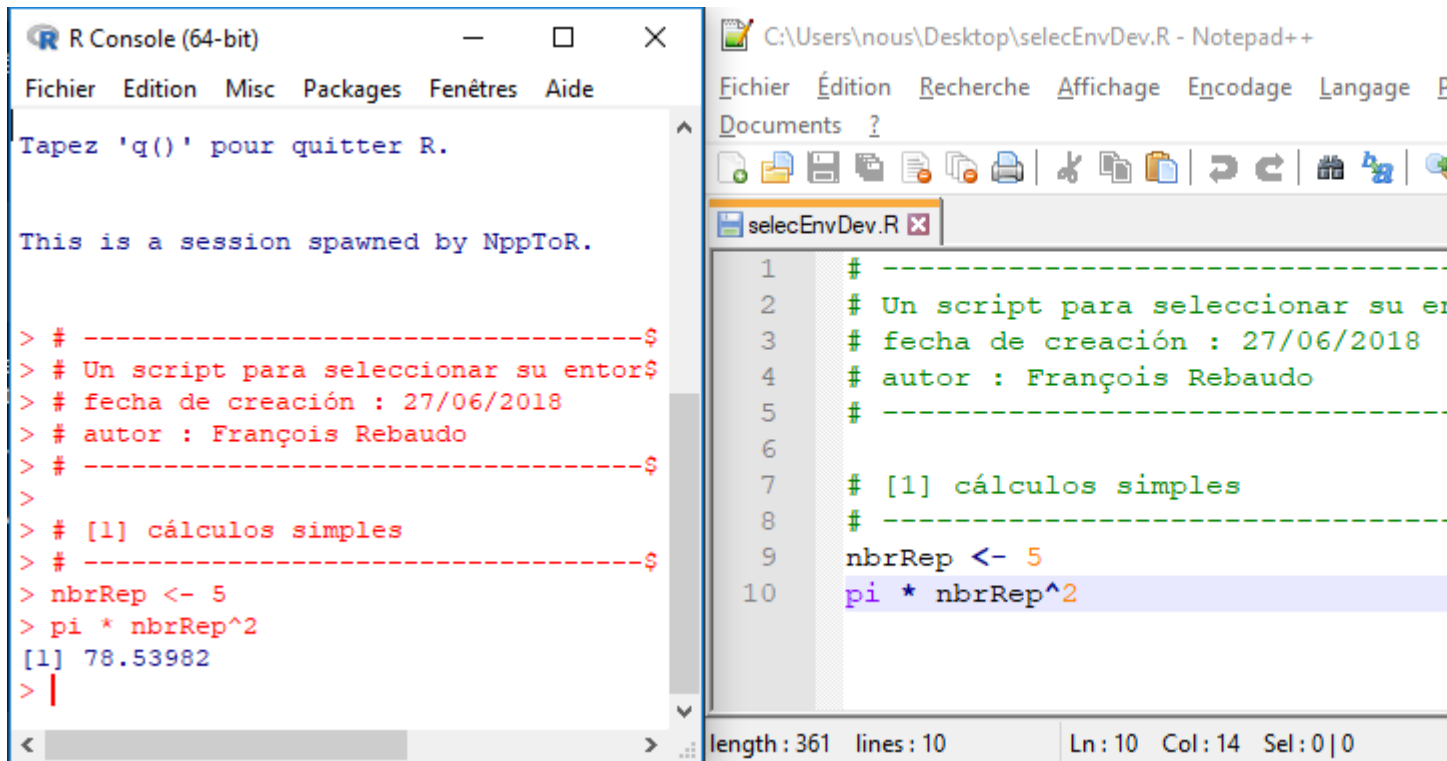 R Console (64-bit)
Fichier Edition Misc Packages Fenêtres Aide
Tapez 'q()' pour quitter R.
This is a session spawned by NppToR.
> # -----------------------------------$
> # Un script para seleccionar su entor$
> # fecha de creación : 27/06/2018
> # autor : François Rebaudo
> # -----------------------------------$
>
> # [1] cálculos simples
> # -----------------------------------$
> nbrRep <- 5
> pi * nbrRep^2
[1] 78.53982
>
C:\Users\nous\Desktop\selecEnvDev.R - Notepad++
Fichier Édition Recherche Affichage Encodage Langage
Documents ?
selecEnvDev.R
1 # --------------------------------
2 # Un script para seleccionar su
3 # fecha de creación : 27/06/2018
4 # autor : François Rebaudo
5 # --------------------------------
6
7 # [1] cálculos simples
8 # --------------------------------
9 nbrRep <- 5
10 pi * nbrRep^2
length : 361 lines : 10 Ln : 10 Col : 14 Sel : 0 | 0